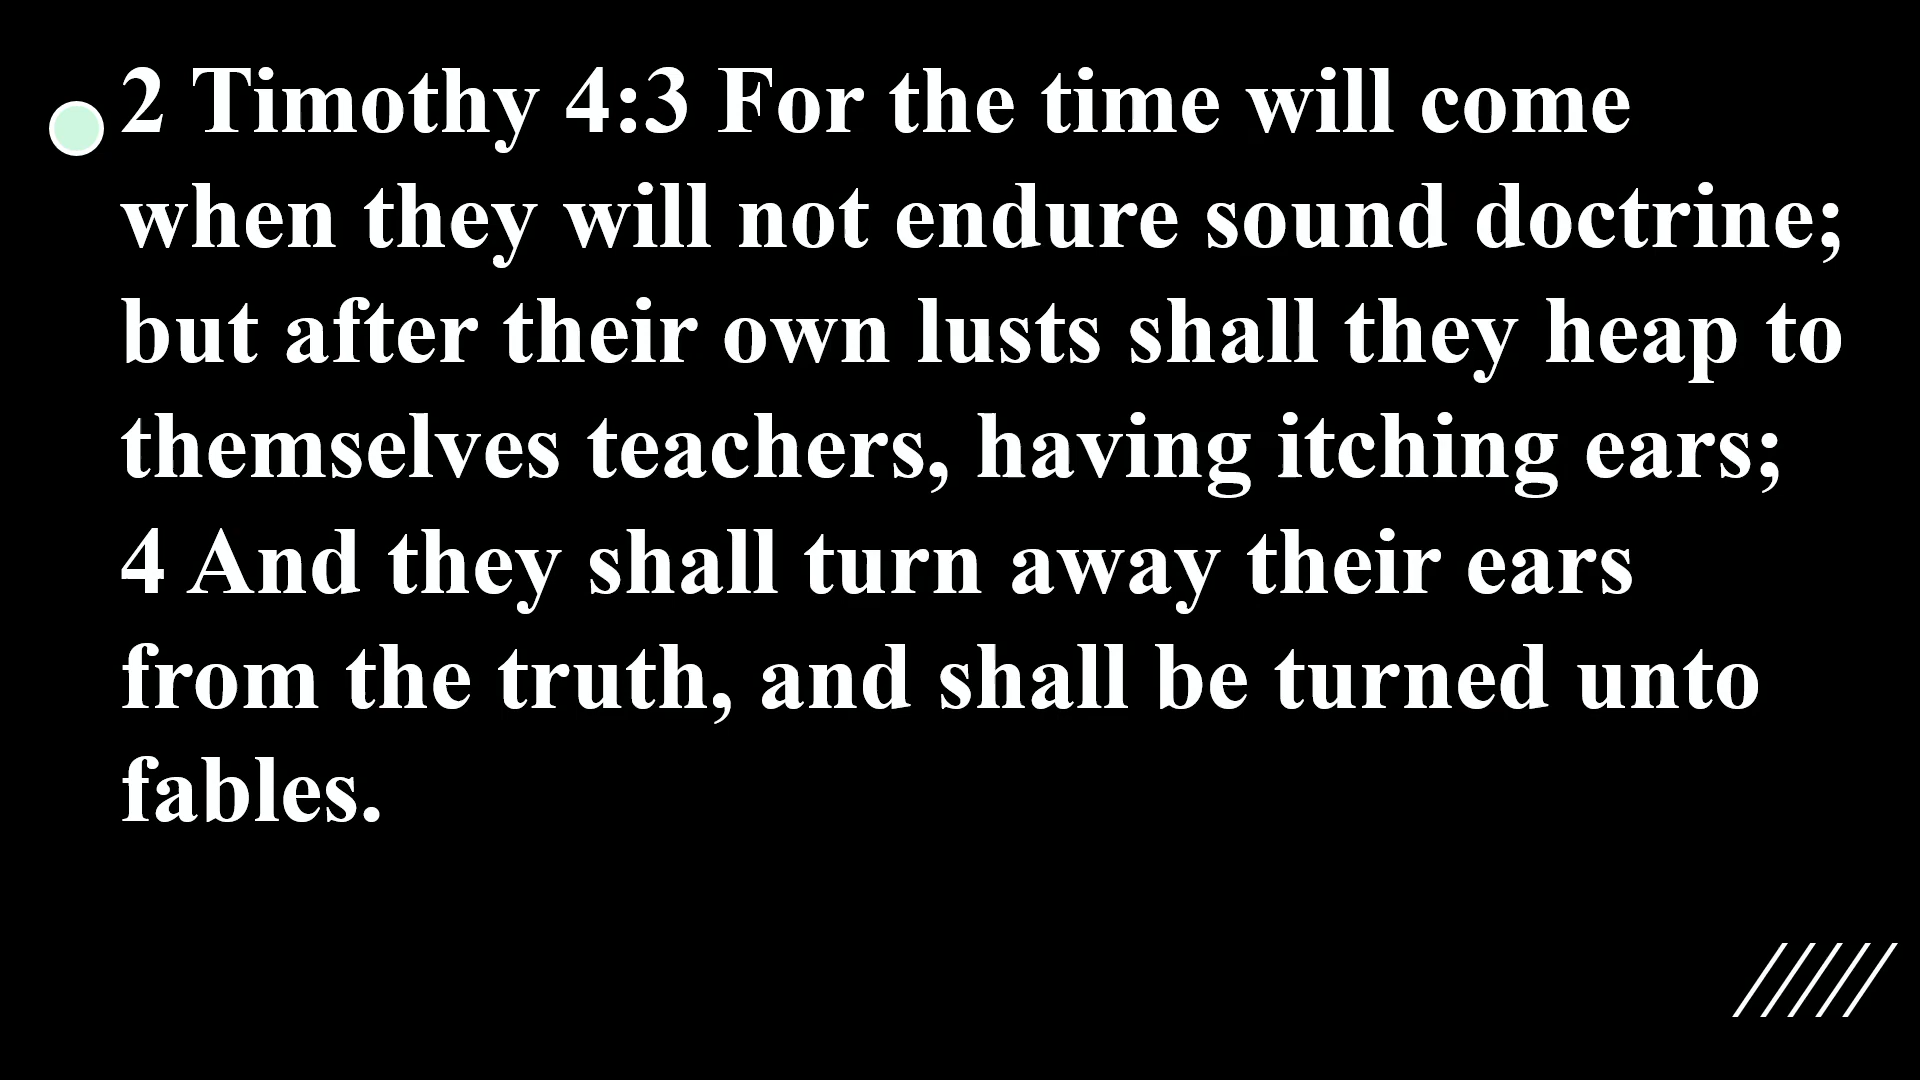 2 Timothy 4:3 For the time will come
when they will not endure sound doctrine;
but after their own lusts shall they heap to
themselves teachers, having itching ears;
4 And they shall turn away their ears
from the truth, and shall be turned unto
fables.